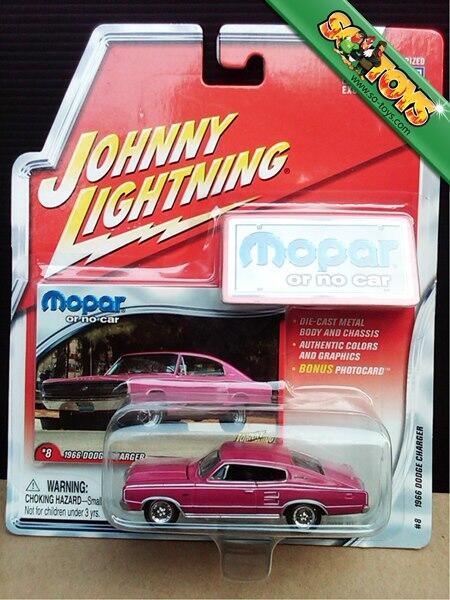 SO TOYS
www.so-toys.com
JOHNNY
LIGHTNING®
Mopar
or no car
Mopar
or no car
• DIE-CAST METAL
BODY AND CHASSIS
• AUTHENTIC COLORS
AND GRAPHICS
• BONUS PHOTOCARD™
#8 1966 DODGE CHARGER
LIGHTNING
WARNING:
CHOKING HAZARD—Small
Not for children under 3 yrs.
#8 1966 DODGE CHARGER